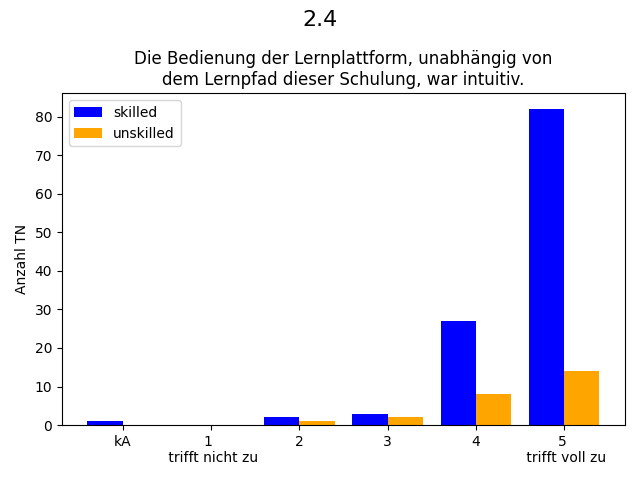 2.4
Die Bedienung der Lernplattform, unabhängig von
dem Lernpfad dieser Schulung, war intuitiv.
skilled
unskilled
Anzahl TN
80
70
60
50
40
30
20
10
0
kA
1
trifft nicht zu
2
3
4
5
trifft voll zu